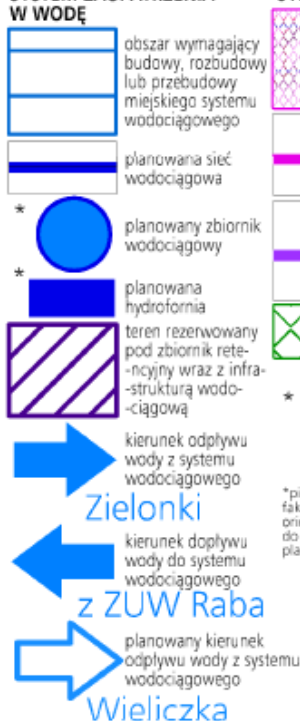 W WODĘ
obszar wymagający
budowy, rozbudowy
lub przebudowy
miejskiego systemu
wodociągowego
planowana sieć
wodociągowa
*
planowany zbiornik
wodociągowy
*
planowana
hydrofornia
teren rezerwowany
pod zbiornik rete-
-ncyjny wraz z infra-
-strukturą wodo-
-ciągową
kierunek odpływu
wody z systemu
wodociągowego
Zielonki
kierunek dopływu
wody do systemu
wodociągowego
z ZUW Raba
planowany kierunek
odpływu wody z systemu
wodociągowego
Wieliczka
*